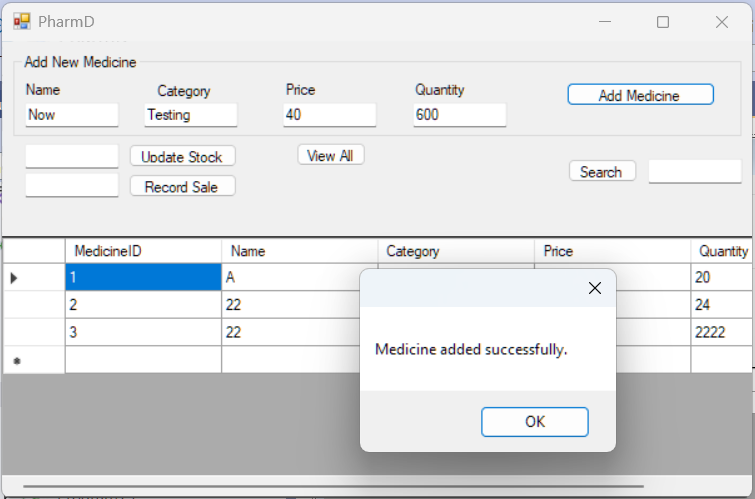 PharmD
Add New Medicine
Name Category Price Quantity
Now Testing 40 600 Add Medicine
Update Stock View All
Record Sale Search
MedicineID Name Category Price Quantity
1 A 20
2 22 24
3 22 2222
Medicine added successfully.
OK